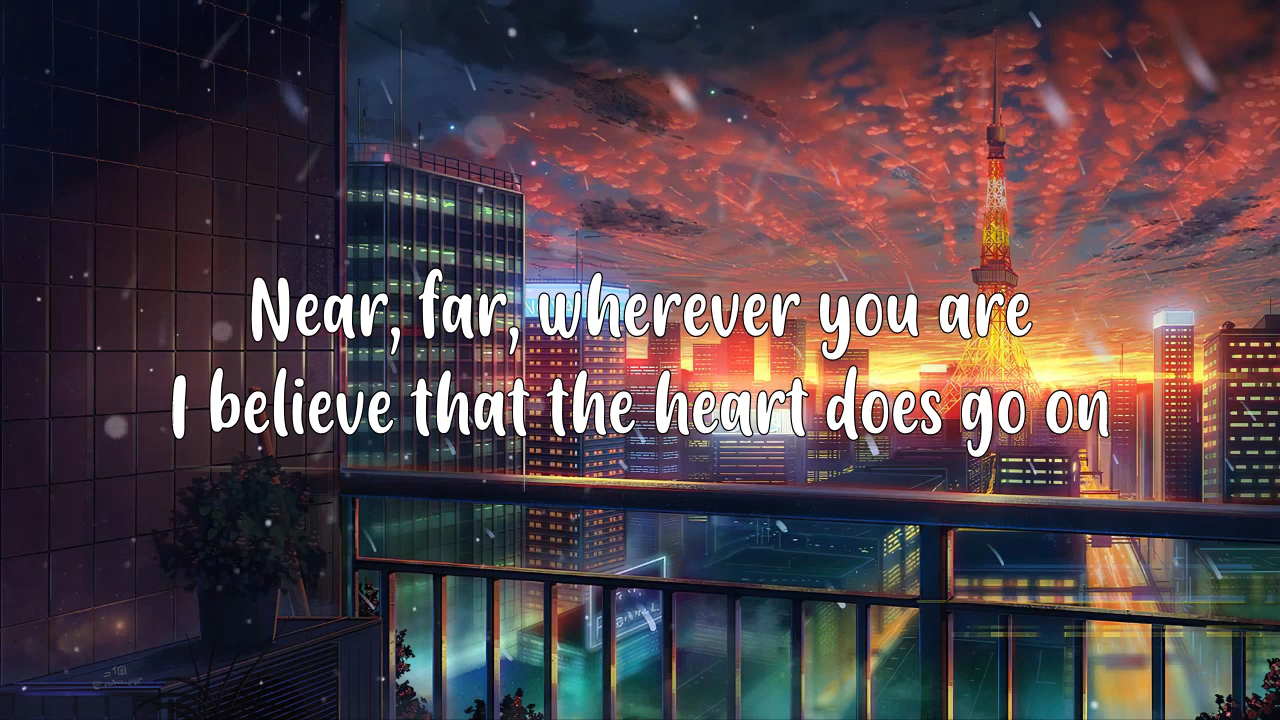 Near, far, wherever you are
I believe that the heart does go on